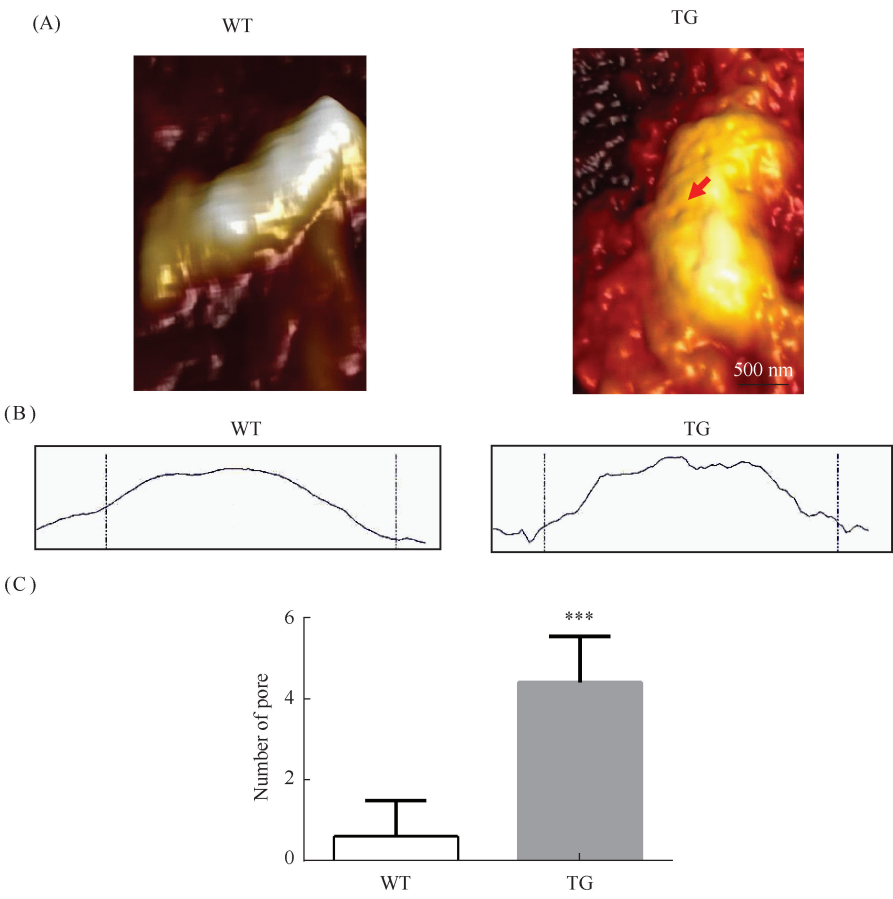 (A)
WT
TG
500 nm
(B)
WT
TG
(C)
6
***
4
2
0
Number of pore
WT
TG